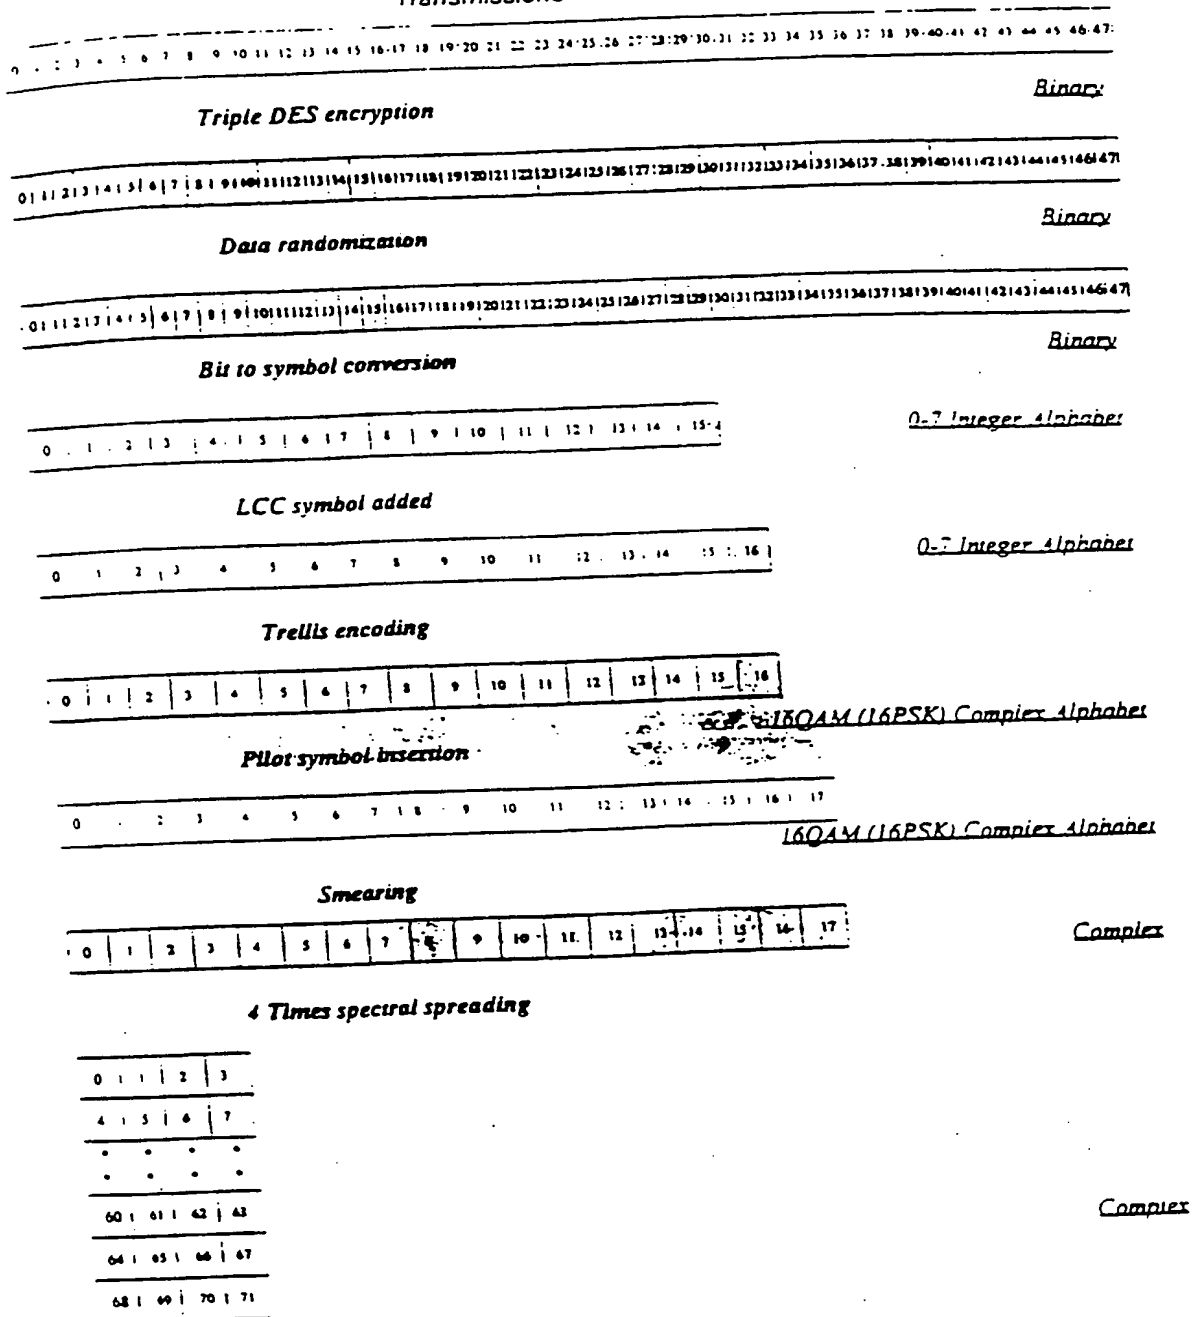 Transmissions
0 1 2 3 4 5 6 7 8 9 10 11 12 13 14 15 16 17 18 19 20 21 22 23 24 25 26 27 28 29 30 31 32 33 34 35 36 37 38 39 40 41 42 43 44 45 46 47
Binary
Triple DES encryption
0 1 2 3 4 5 6 7 8 9 10 11 12 13 14 15 16 17 18 19 20 21 22 23 24 25 26 27 28 29 30 31 32 33 34 35 36 37 38 39 40 41 42 43 44 45 46 47
Binary
Data randomization
0 1 2 3 4 5 6 7 8 9 10 11 12 13 14 15 16 17 18 19 20 21 22 23 24 25 26 27 28 29 30 31 32 33 34 35 36 37 38 39 40 41 42 43 44 45 46 47
Binary
Bit to symbol conversion
0 1 2 3 4 5 6 7 8 9 10 11 12 13 14 15
0-7 Integer Alphabet
LCC symbol added
0 1 2 3 4 5 6 7 8 9 10 11 12 13 14 15 16
0-7 Integer Alphabet
Trellis encoding
0 1 2 3 4 5 6 7 8 9 10 11 12 13 14 15 16
16QAM (16PSK) Complex Alphabet
Pilot symbol insertion
0 2 3 4 5 6 7 8 9 10 11 12 13 14 15 16 17
16QAM (16PSK) Complex Alphabet
Smearing
0 1 2 3 4 5 6 7 8 9 10 11 12 13 14 15 16 17
Complex
4 Times spectral spreading
0 1 2 3
4 5 6 7
60 61 62 63
Complex
64 65 66 67
68 69 70 71